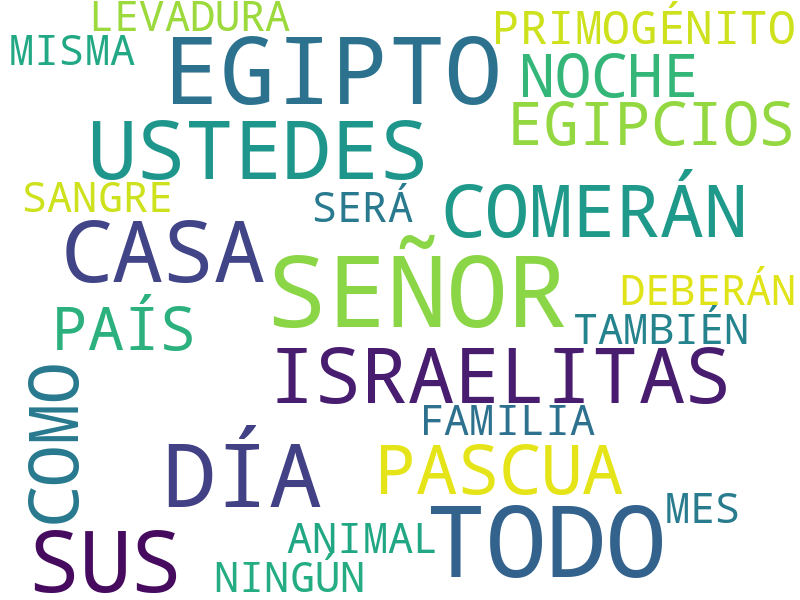 LEVADURA
PRIMOGÉNITO
MISMA
EGIPTO
NOCHE
EGIPCIOS
USTEDES
SANGRE
SERÁ
COMERÁN
CASA
SEÑOR
DEBERÁN
PAÍS
TAMBIÉN
ISRAELITAS
COMO
FAMILIA
DÍA
PASCUA
MES
TODO
SUS
ANIMAL
NINGÚN